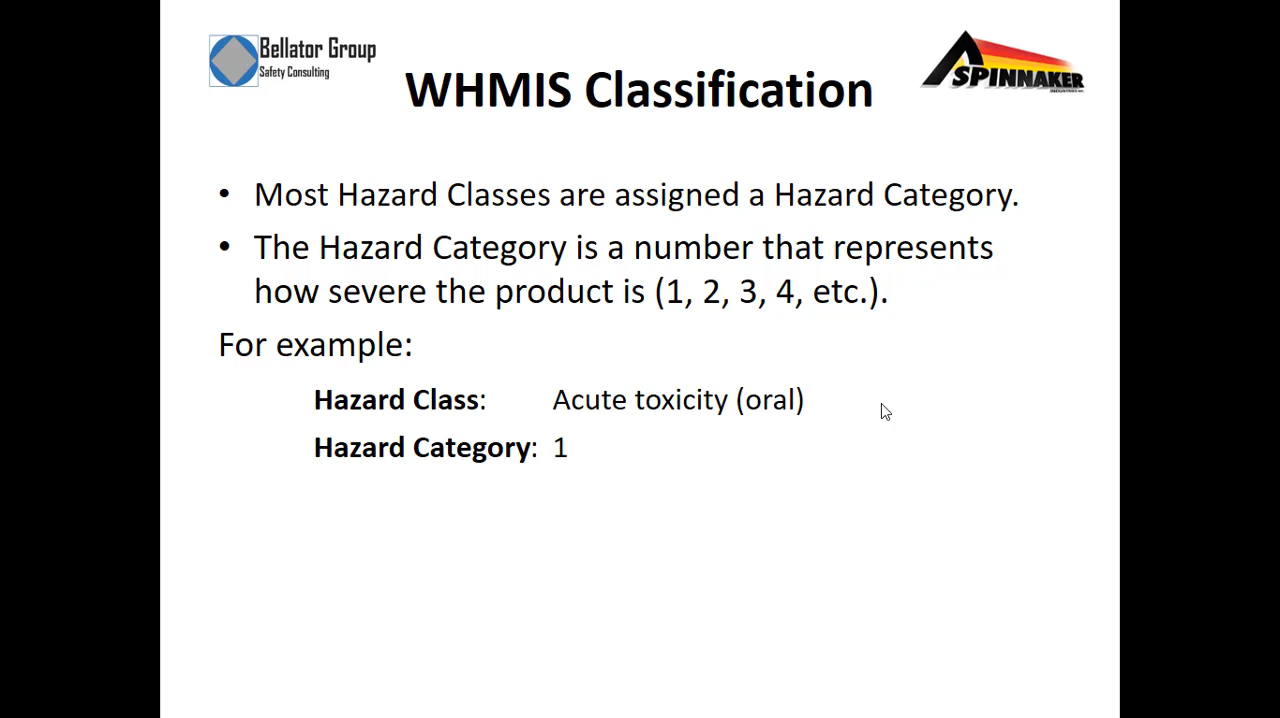 Bellator Group
Safety Consulting
SPINNAKER
INDUSTRIES INC.
WHMIS Classification
• Most Hazard Classes are assigned a Hazard Category.
• The Hazard Category is a number that represents
how severe the product is (1, 2, 3, 4, etc.).
For example:
Hazard Class: Acute toxicity (oral)
Hazard Category: 1